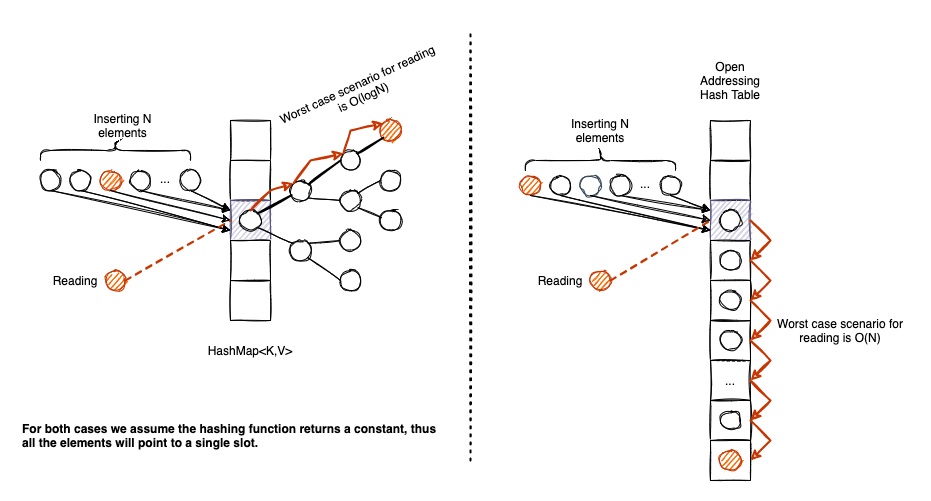 Worst case scenario for reading
is O(logN)
Inserting N
elements
...
Reading
HashMap<K,V>
For both cases we assume the hashing function returns a constant, thus
all the elements will point to a single slot.
Open
Addressing
Hash Table
Inserting N
elements
...
Reading
Worst case scenario for
reading is O(N)
...